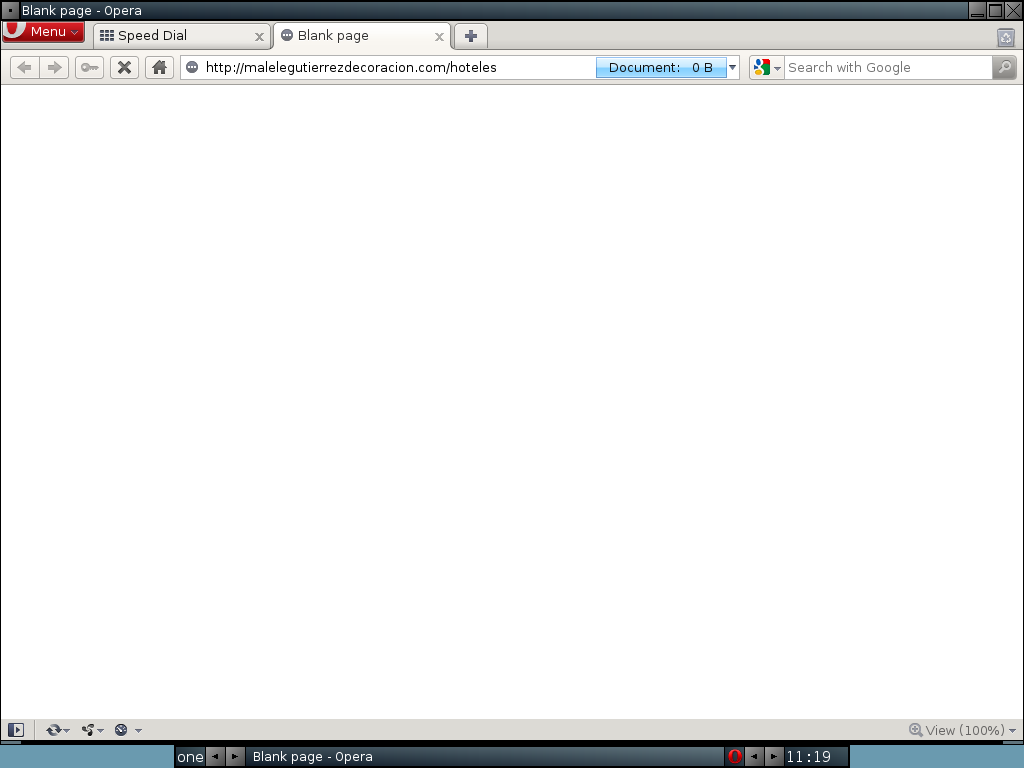 Blank page - Opera
Menu
Speed Dial
Blank page
http://malelegutierrezdecoracion.com/hoteles
Document: 0 B
Search with Google
View (100%)
one
Blank page - Opera
11:19